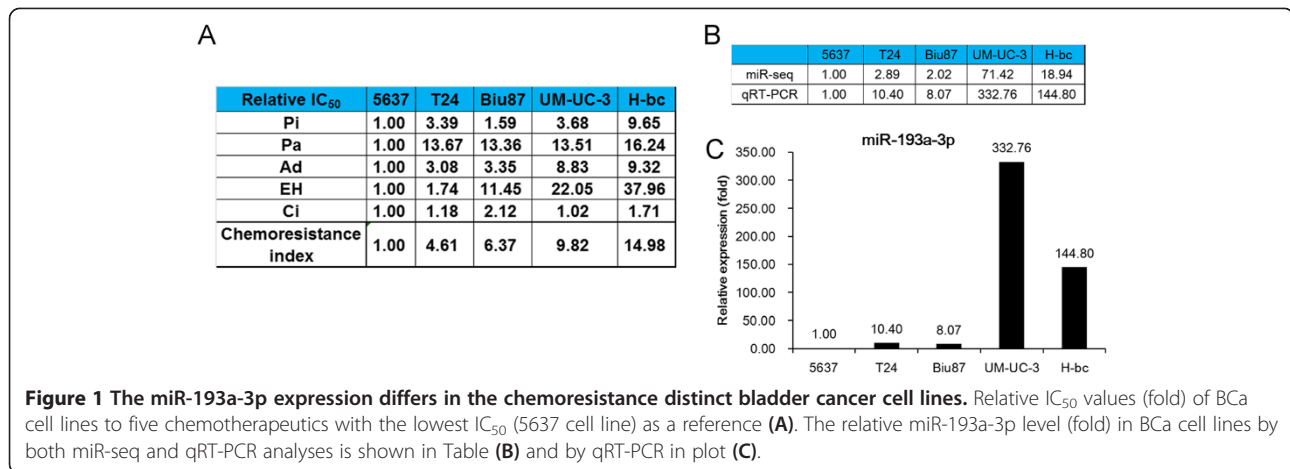 A
Relative IC50 5637 T24 Biu87 UM-UC-3 H-bc
Pi 1.00 3.39 1.59 3.68 9.65
Pa 1.00 13.67 13.36 13.51 16.24
Ad 1.00 3.08 3.35 8.83 9.32
EH 1.00 1.74 11.45 22.05 37.96
Ci 1.00 1.18 2.12 1.02 1.71
Chemoresistance
index 1.00 4.61 6.37 9.82 14.98
B
5637 T24 Biu87 UM-UC-3 H-bc
miR-seq 1.00 2.89 2.02 71.42 18.94
qRT-PCR 1.00 10.40 8.07 332.76 144.80
C
miR-193a-3p
Relative expression (fold)
350.00
300.00
250.00
200.00
150.00
100.00
50.00
0.00
1.00 10.40 8.07 332.76 144.80
5637 T24 Biu87 UM-UC-3 H-bc
Figure 1 The miR-193a-3p expression differs in the chemoresistance distinct bladder cancer cell lines. Relative IC50 values (fold) of BCa
cell lines to five chemotherapeutics with the lowest IC50 (5637 cell line) as a reference (A). The relative miR-193a-3p level (fold) in BCa cell lines by
both miR-seq and qRT-PCR analyses is shown in Table (B) and by qRT-PCR in plot (C).